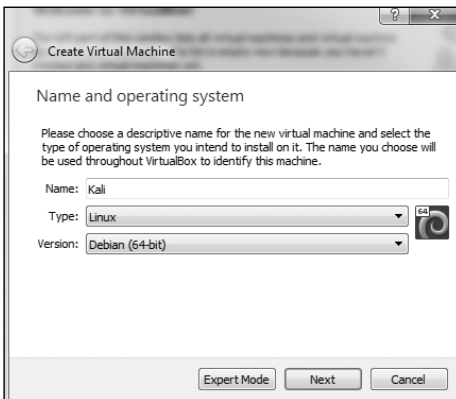 Create Virtual Machine
Name and operating system
Please choose a descriptive name for the new virtual machine and select the
type of operating system you intend to install on it. The name you choose will
be used throughout VirtualBox to identify this machine.
Name: Kali
Type: Linux
64
Version: Debian (64-bit)
Expert Mode Next Cancel